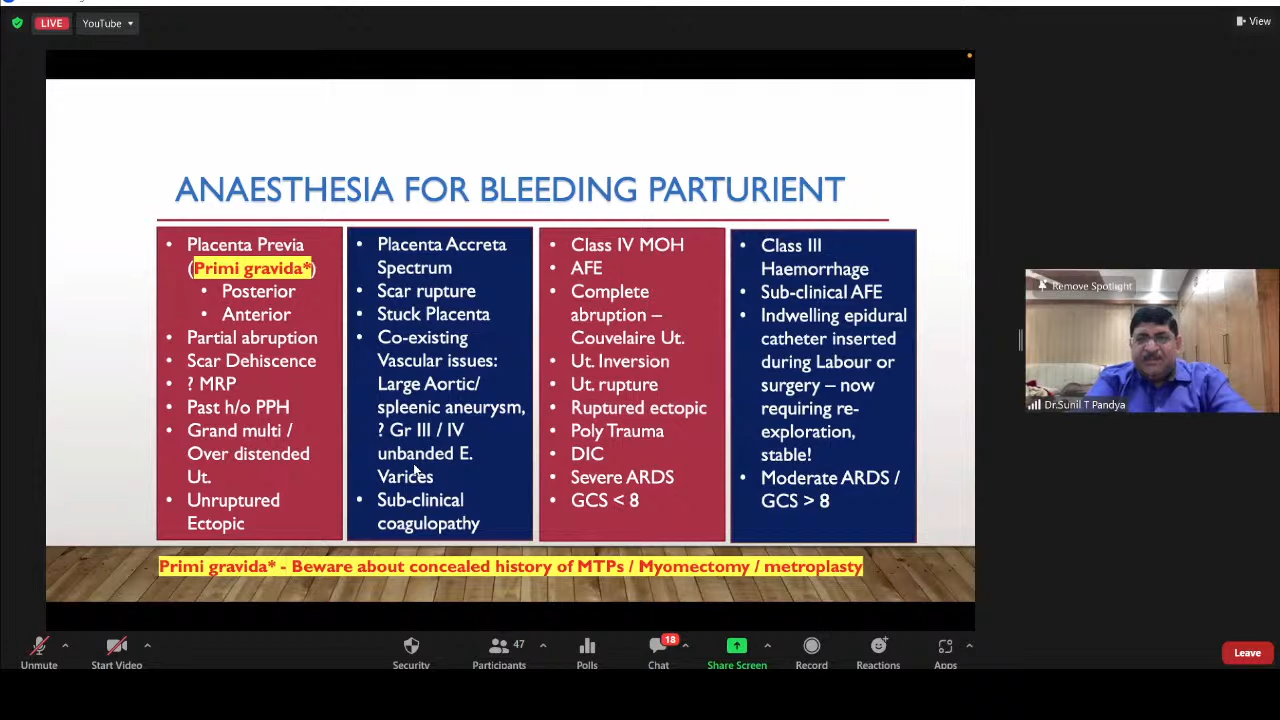 LIVE
YouTube
View
ANAESTHESIA FOR BLEEDING PARTURIENT
• Placenta Previa
(Primi gravida*)
• Posterior
• Anterior
• Partial abruption
• Scar Dehiscence
• ? MRP
• Past h/o PPH
• Grand multi /
Over distended
Ut.
• Unruptured
Ectopic
• Placenta Accreta
Spectrum
• Scar rupture
• Stuck Placenta
• Co-existing
Vascular issues:
Large Aortic/
spleenic aneurysm,
? Gr III / IV
unbanded E.
Varices
• Sub-clinical
coagulopathy
• Class IV MOH
• AFE
• Complete
abruption –
Couvelaire Ut.
• Ut. Inversion
• Ut. rupture
• Ruptured ectopic
• Poly Trauma
• DIC
• Severe ARDS
• GCS < 8
• Class III
Haemorrhage
• Sub-clinical AFE
• Indwelling epidural
catheter inserted
during Labour or
surgery – now
requiring re-
exploration,
stable!
• Moderate ARDS /
GCS > 8
Primi gravida* - Beware about concealed history of MTPs / Myomectomy / metroplasty
Remove Spotlight
Dr.Sunil T Pandya
Unmute
Start Video
Security
47
Participants
Polls
18
Chat
Share Screen
Record
Reactions
Apps
Leave